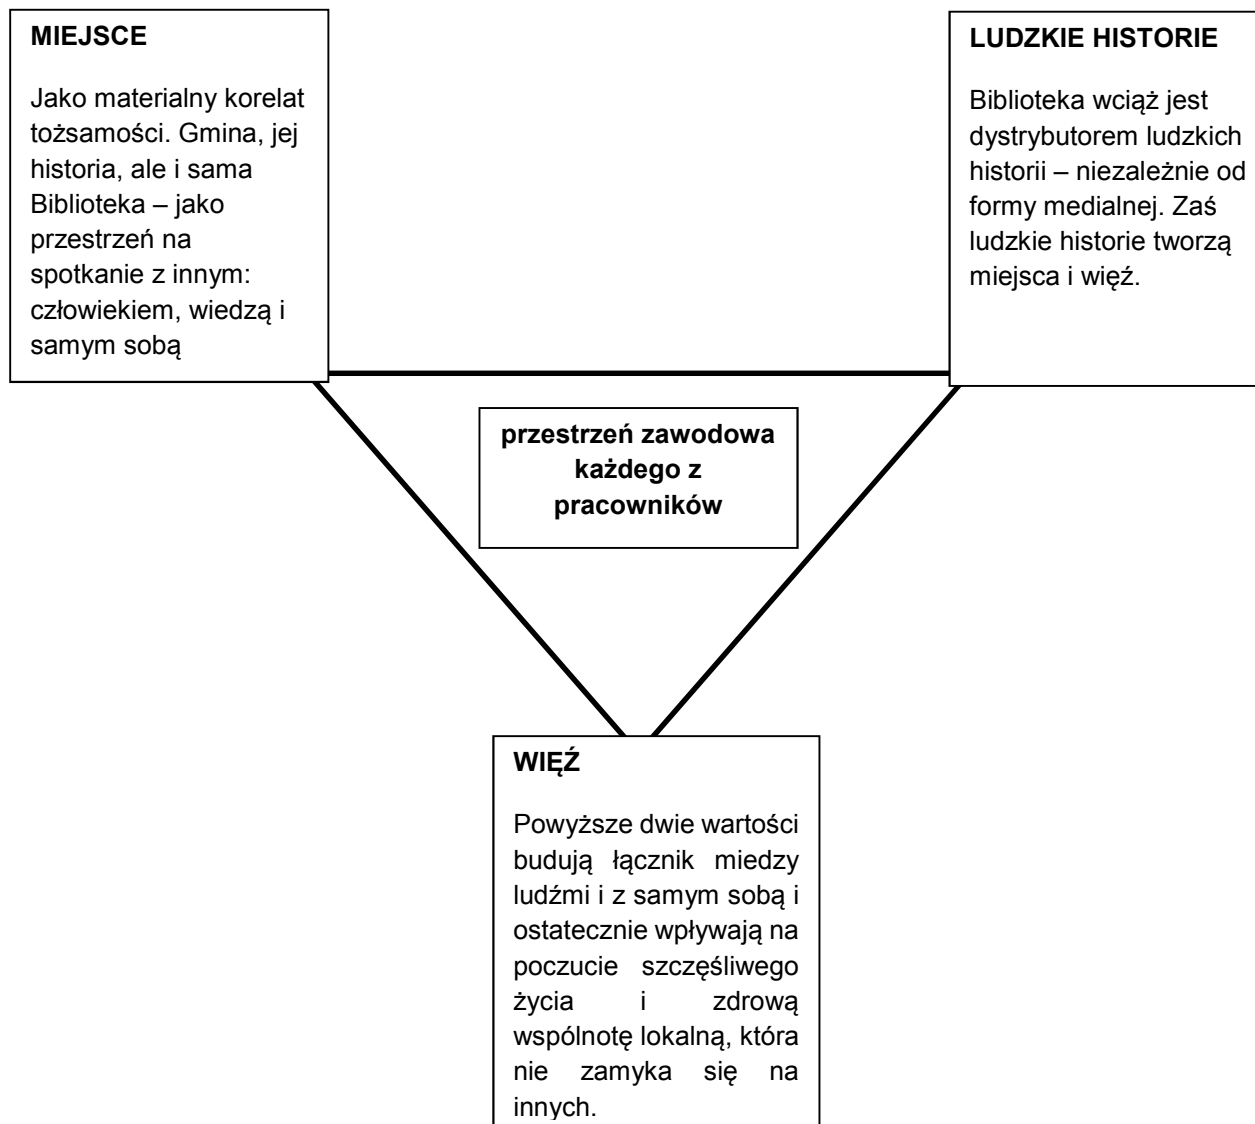 MIEJSCE
Jako materialny korelat
tożsamości. Gmina, jej
historia, ale i sama
Biblioteka – jako
przestrzeń na
spotkanie z innym:
człowiekiem, wiedzą i
samym sobą
LUDZKIE HISTORIE
Biblioteka wciąż jest
dystrybutorem ludzkich
historii – niezależnie od
formy medialnej. Zaś
ludzkie historie tworzą
miejsca i więź.
przestrzeń zawodowa
każdego z
pracowników
WIĘŹ
Powyższe dwie wartości
budują łącznik miedzy
ludźmi i z samym sobą i
ostatecznie wpływają na
poczucie szczęśliwego
życia i zdrową
wspólnotę lokalną, która
nie zamyka się na
innych.